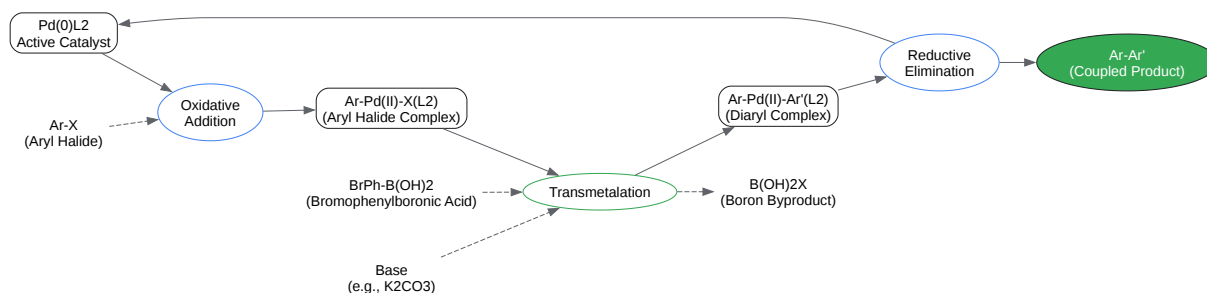 Pd(0)L2
Active Catalyst
Ar-X
(Aryl Halide)
Oxidative
Addition
Ar-Pd(II)-X(L2)
(Aryl Halide Complex)
BrPh-B(OH)2
(Bromophenylboronic Acid)
Base
(e.g., K2CO3)
Transmetalation
B(OH)2X
(Boron Byproduct)
Ar-Pd(II)-Ar'(L2)
(Diaryl Complex)
Reductive
Elimination
Ar-Ar'
(Coupled Product)